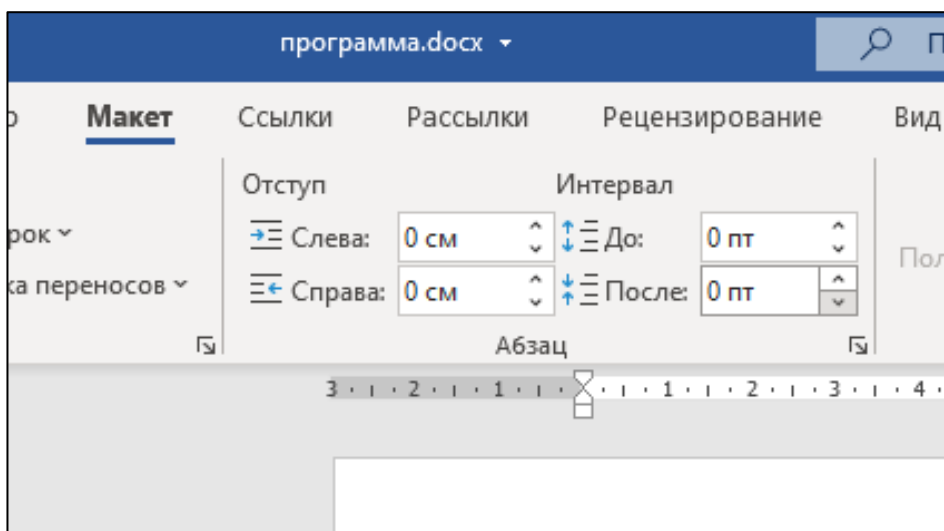 программа.docx
Макет Ссылки Рассылки Рецензирование Вид
Отступ Интервал
Слева: 0 см До: 0 пт
ка переносов Справа: 0 см После: 0 пт
Абзац
3 2 1 1 2 3 4